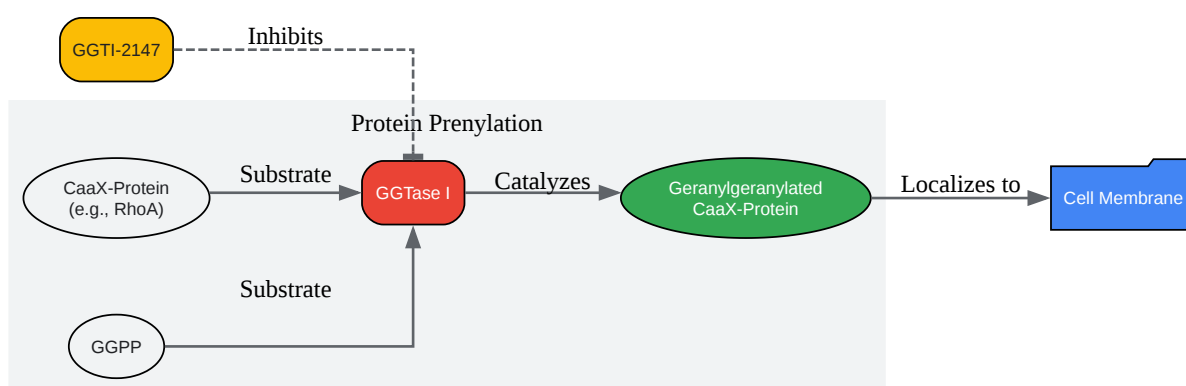 GGTI-2147
Inhibits
Protein Prenylation
CaaX-Protein
(e.g., RhoA)
Substrate
GGTase I
Catalyzes
Geranylgeranylated
CaaX-Protein
Localizes to
Cell Membrane
Substrate
GGPP